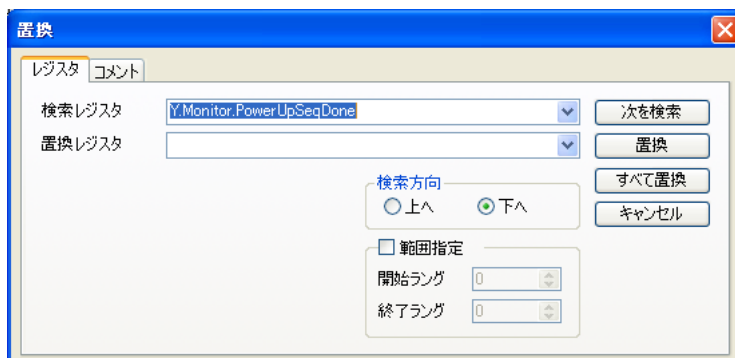 置換
レジスタ コメント
検索レジスタ Y.Monitor.PowerUpSeqDone 次を検索
置換レジスタ 置換
検索方向 すべて置換
上へ 下へ キャンセル
範囲指定
開始ラング 0
終了ラング 0